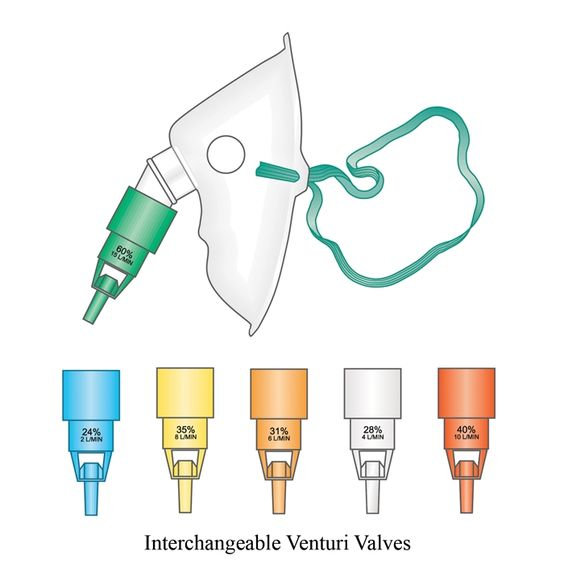 60%
15 L/MIN
24%
2 L/MIN
35%
8 L/MIN
31%
6 L/MIN
28%
4 L/MIN
40%
10 L/MIN
Interchangeable Venturi Valves